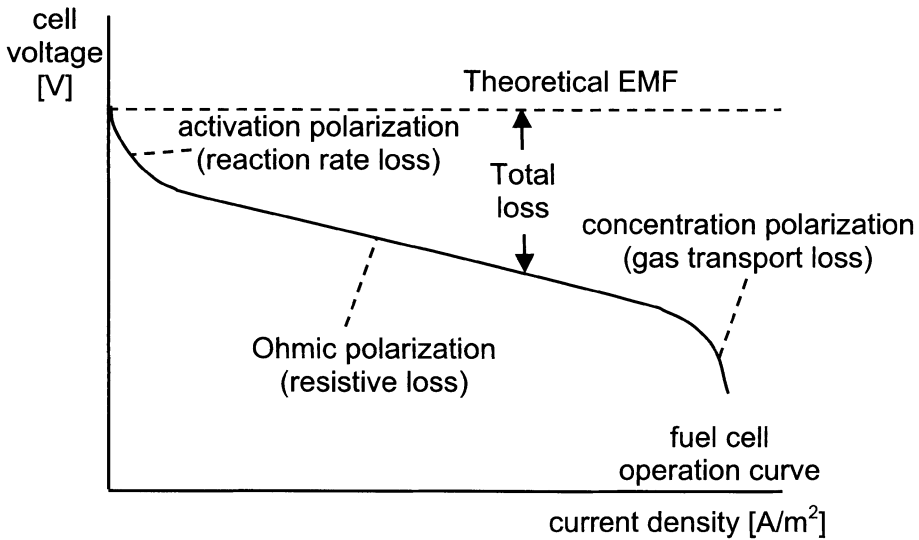 cell
voltage
[V]
Theoretical EMF
activation polarization
(reaction rate loss)
Total
loss
concentration polarization
(gas transport loss)
Ohmic polarization
(resistive loss)
fuel cell
operation curve
current density [A/m²]